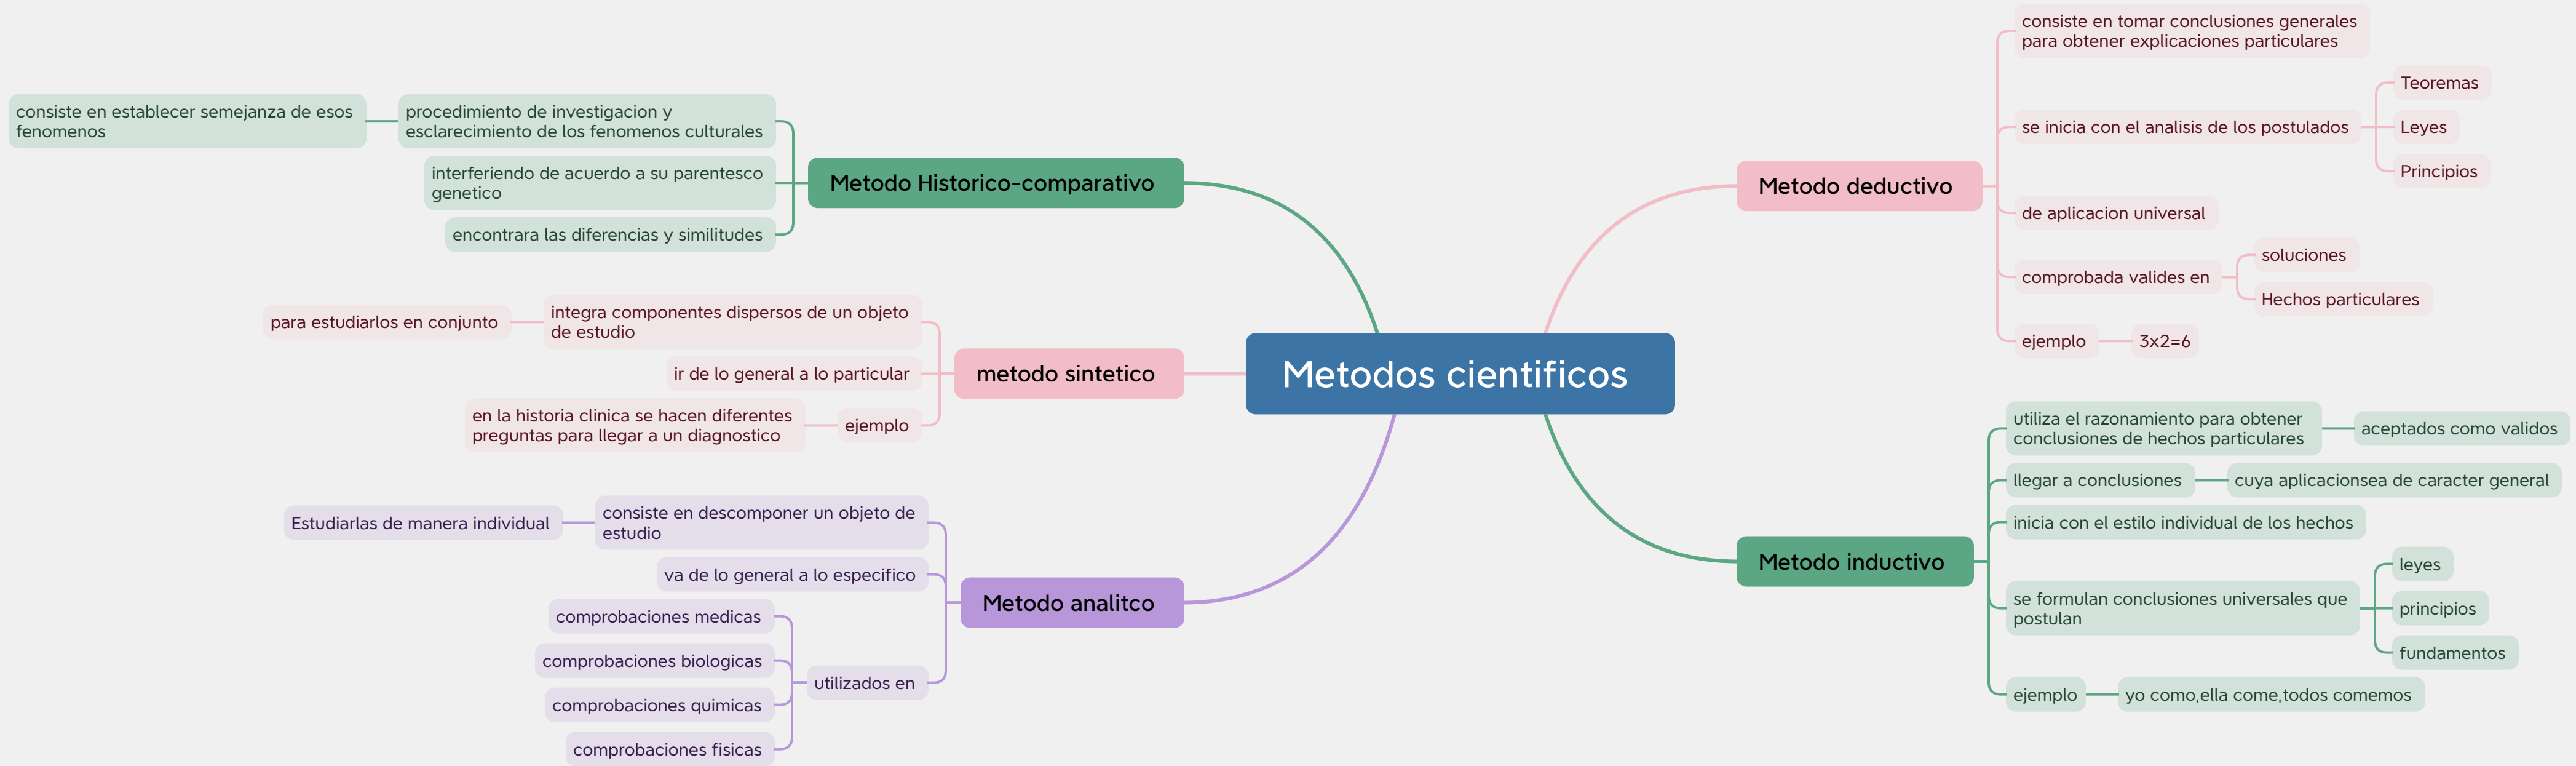 Metodos cientificos
Metodo deductivo
consiste en tomar conclusiones generales
para obtener explicaciones particulares
se inicia con el analisis de los postulados
Teoremas
Leyes
Principios
de aplicacion universal
comprobada valides en
soluciones
Hechos particulares
ejemplo
3x2=6
Metodo inductivo
utiliza el razonamiento para obtener
conclusiones de hechos particulares
aceptados como validos
llegar a conclusiones
cuya aplicacionsea de caracter general
inicia con el estilo individual de los hechos
se formulan conclusiones universales que
postulan
leyes
principios
fundamentos
ejemplo
yo como,ella come,todos comemos
Metodo Historico-comparativo
procedimiento de investigacion y
esclarecimiento de los fenomenos culturales
consiste en establecer semejanza de esos
fenomenos
interferiendo de acuerdo a su parentesco
genetico
encontrara las diferencias y similitudes
metodo sintetico
integra componentes dispersos de un objeto
de estudio
para estudiarlos en conjunto
ir de lo general a lo particular
ejemplo
en la historia clinica se hacen diferentes
preguntas para llegar a un diagnostico
Metodo analitco
consiste en descomponer un objeto de
estudio
Estudiarlas de manera individual
va de lo general a lo especifico
utilizados en
comprobaciones medicas
comprobaciones biologicas
comprobaciones quimicas
comprobaciones fisicas